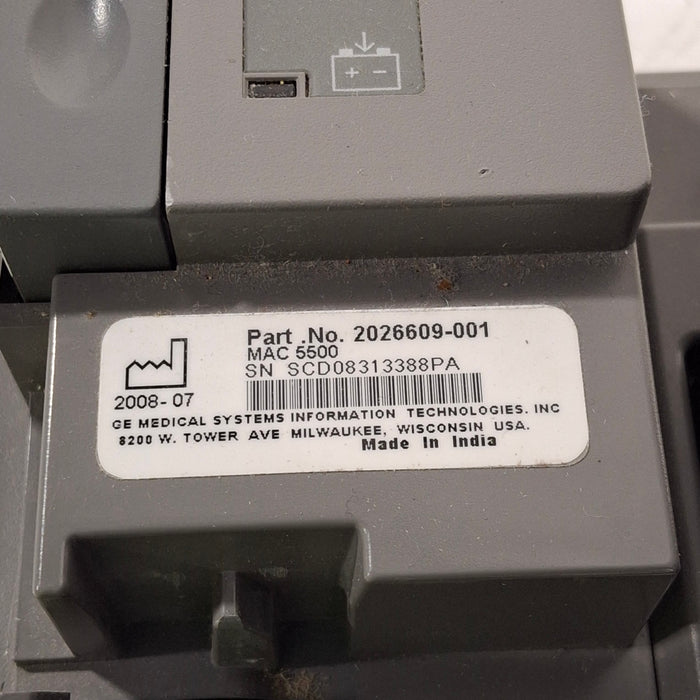 Part .No. 2026609-001
MAC 5500
SN SCD08313388PA
2008-07
GE MEDICAL SYSTEMS INFORMATION TECHNOLOGIES. INC
8200 W. TOWER AVE MILWAUKEE, WISCONSIN USA.
Made In India